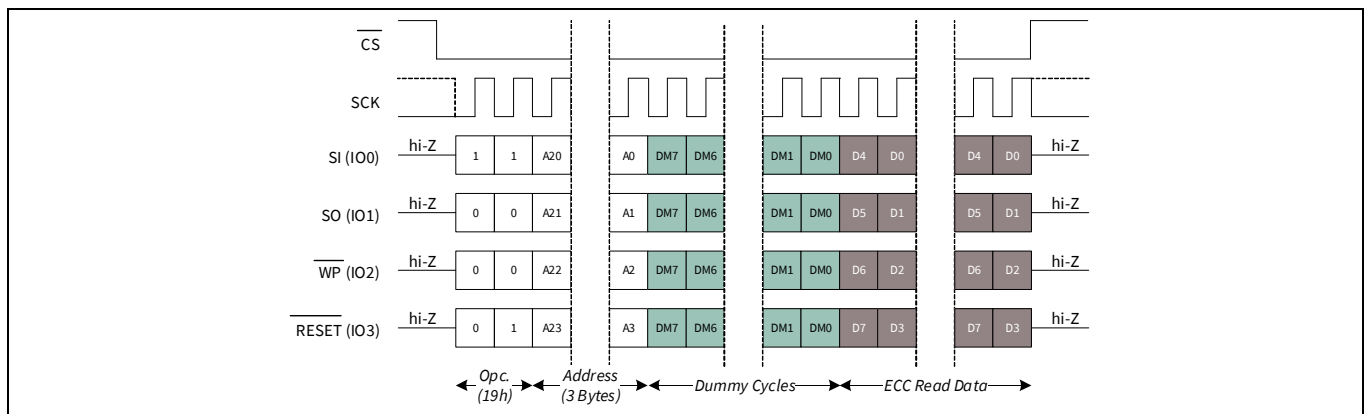 CS
SCK
SI (IO0) hi-Z 1 1 A20 A0 DM7 DM6 DM1 DM0 D4 D0 D4 D0 hi-Z
SO (IO1) hi-Z 0 0 A21 A1 DM7 DM6 DM1 DM0 D5 D1 D5 D1 hi-Z
WP (IO2) hi-Z 0 0 A22 A2 DM7 DM6 DM1 DM0 D6 D2 D6 D2 hi-Z
RESET (IO3) hi-Z 0 1 A23 A3 DM7 DM6 DM1 DM0 D7 D3 D7 D3 hi-Z
Opc. Address Dummy Cycles ECC Read Data
(19h) (3 Bytes)